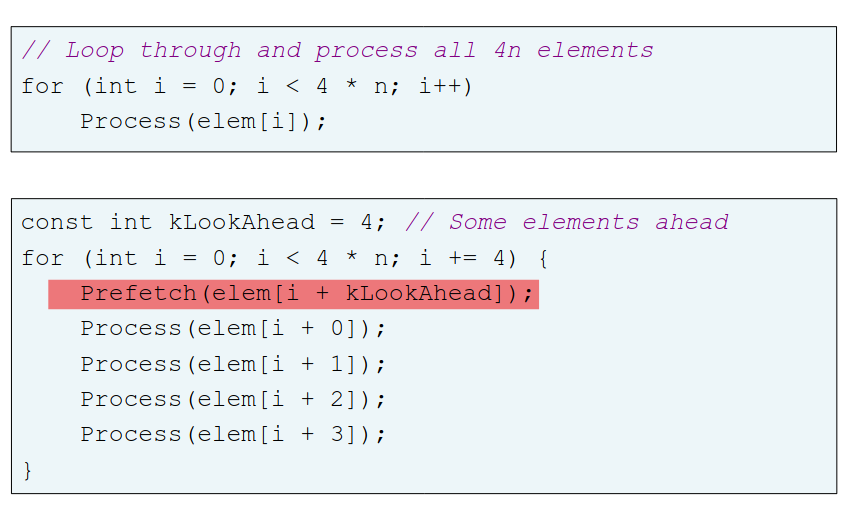 // Loop through and process all 4n elements
for (int i = 0; i < 4 * n; i++)
    Process(elem[i]);
const int kLookAhead = 4; // Some elements ahead
for (int i = 0; i < 4 * n; i += 4) {
    Prefetch(elem[i + kLookAhead]);
    Process(elem[i + 0]);
    Process(elem[i + 1]);
    Process(elem[i + 2]);
    Process(elem[i + 3]);
}